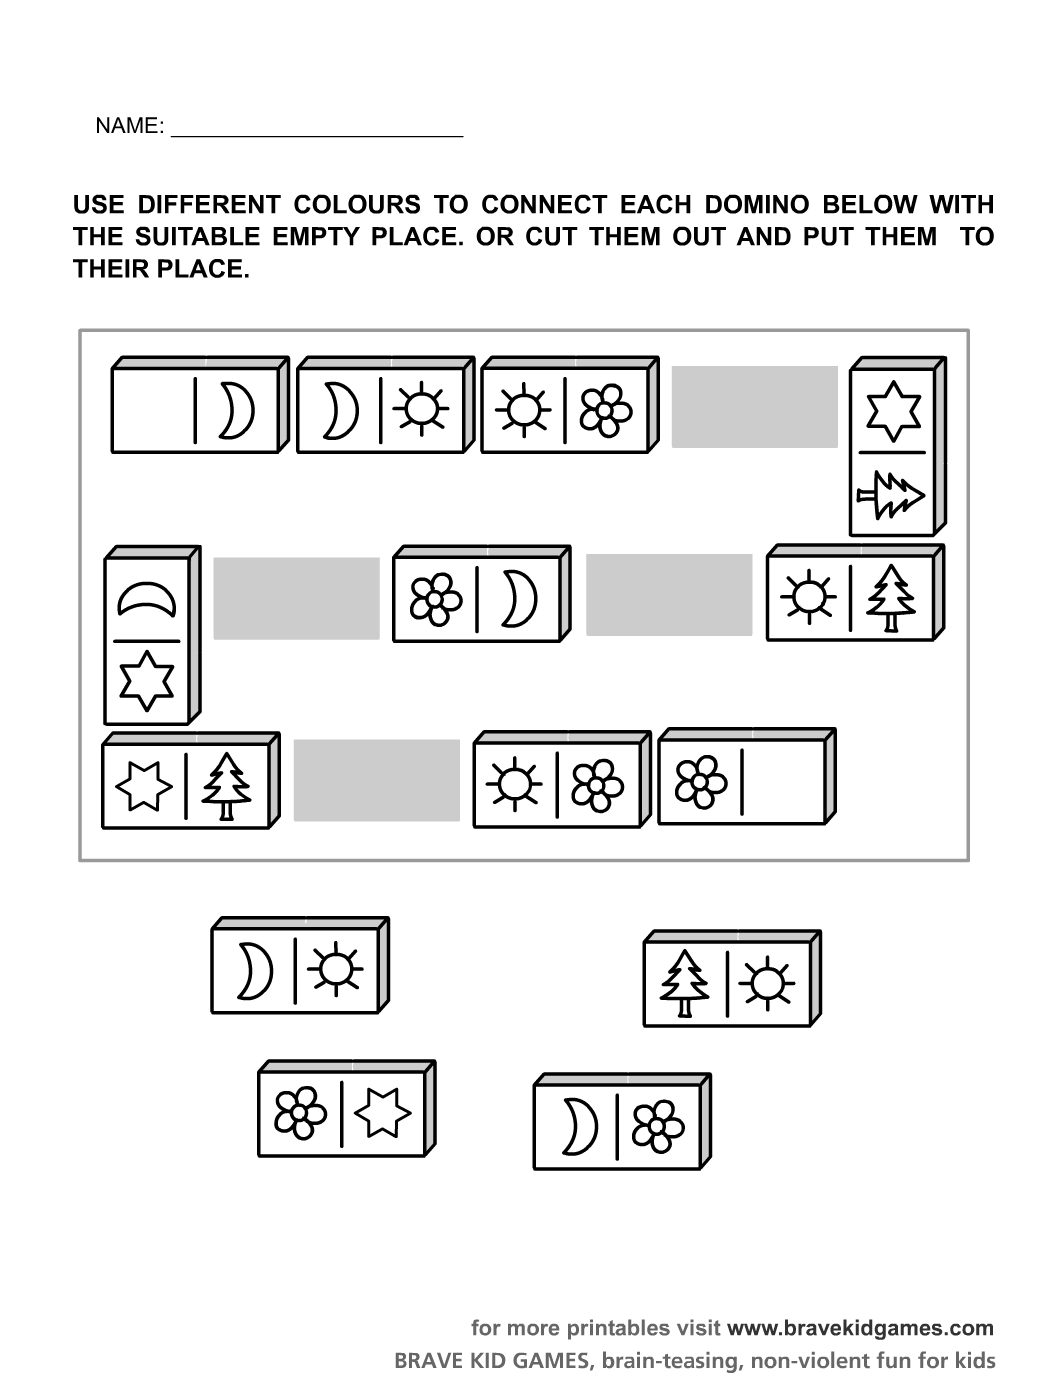 NAME: ________________________
USE DIFFERENT COLOURS TO CONNECT EACH DOMINO BELOW WITH
THE SUITABLE EMPTY PLACE. OR CUT THEM OUT AND PUT THEM TO
THEIR PLACE.
for more printables visit www.bravekidgames.com
BRAVE KID GAMES, brain-teasing, non-violent fun for kids